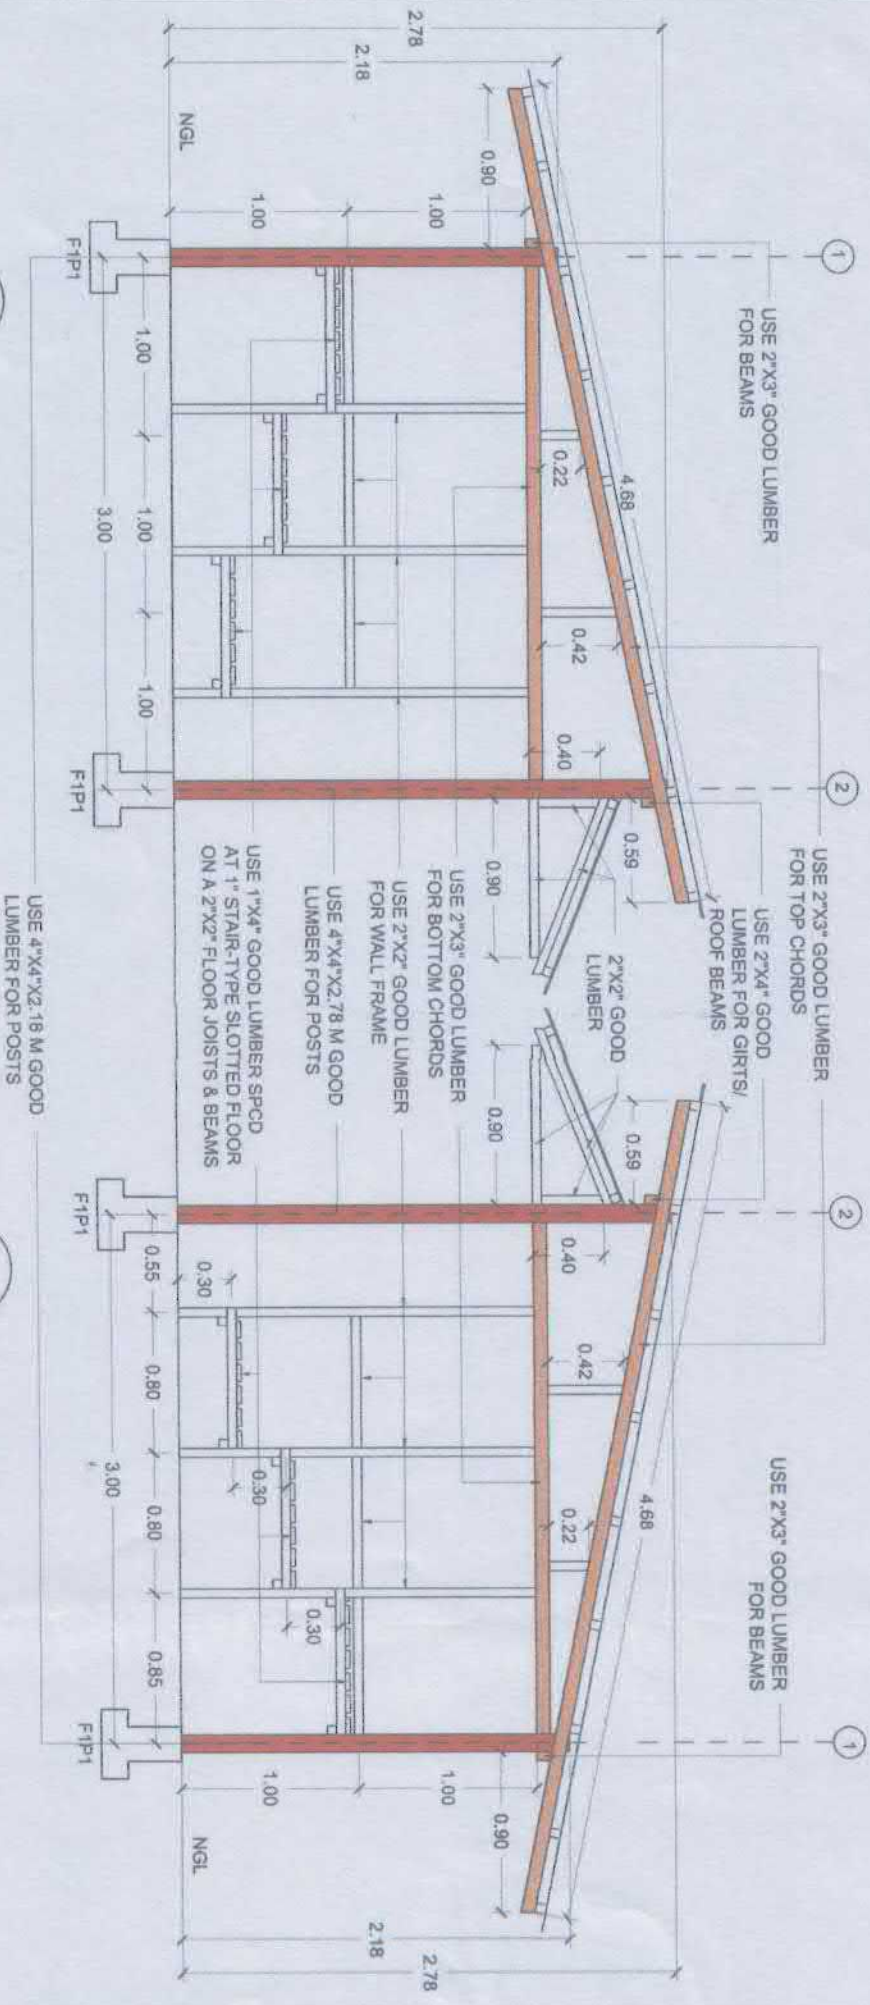 1
2
2
1
USE 2"X3" GOOD LUMBER
FOR BEAMS
USE 2"X3" GOOD LUMBER
FOR TOP CHORDS
USE 2"X4" GOOD
LUMBER FOR GIRTS/
ROOF BEAMS
USE 2"X3" GOOD LUMBER
FOR BEAMS
2.78
2.18
0.90
4.68
0.22
0.42
0.40
0.59
0.90
2"X2" GOOD
LUMBER
0.90
0.59
0.40
0.42
0.22
4.68
0.90
2.18
2.78
NGL
1.00
1.00
USE 2"X3" GOOD LUMBER
FOR BOTTOM CHORDS
USE 2"X2" GOOD LUMBER
FOR WALL FRAME
USE 4"X4"X2.78 M GOOD
LUMBER FOR POSTS
USE 1"X4" GOOD LUMBER SPCD
AT 1" STAIR-TYPE SLOTTED FLOOR
ON A 2"X2" FLOOR JOISTS & BEAMS
0.30
0.30
0.30
1.00
1.00
NGL
1.00
1.00
1.00
3.00
0.55
0.80
0.80
0.85
3.00
F1P1
F1P1
F1P1
F1P1
USE 4"X4"X2.18 M GOOD
LUMBER FOR POSTS